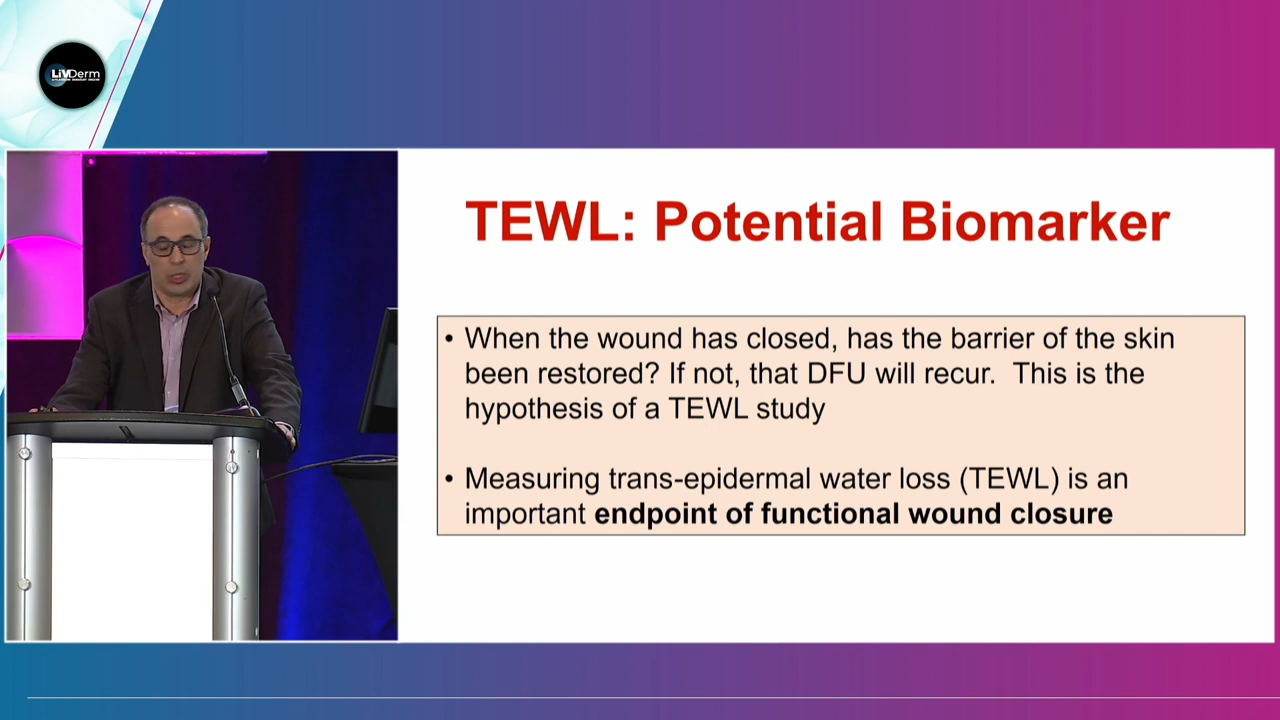 LiVDerm
TEWL: Potential Biomarker
• When the wound has closed, has the barrier of the skin
been restored? If not, that DFU will recur.  This is the
hypothesis of a TEWL study
• Measuring trans-epidermal water loss (TEWL) is an
important endpoint of functional wound closure